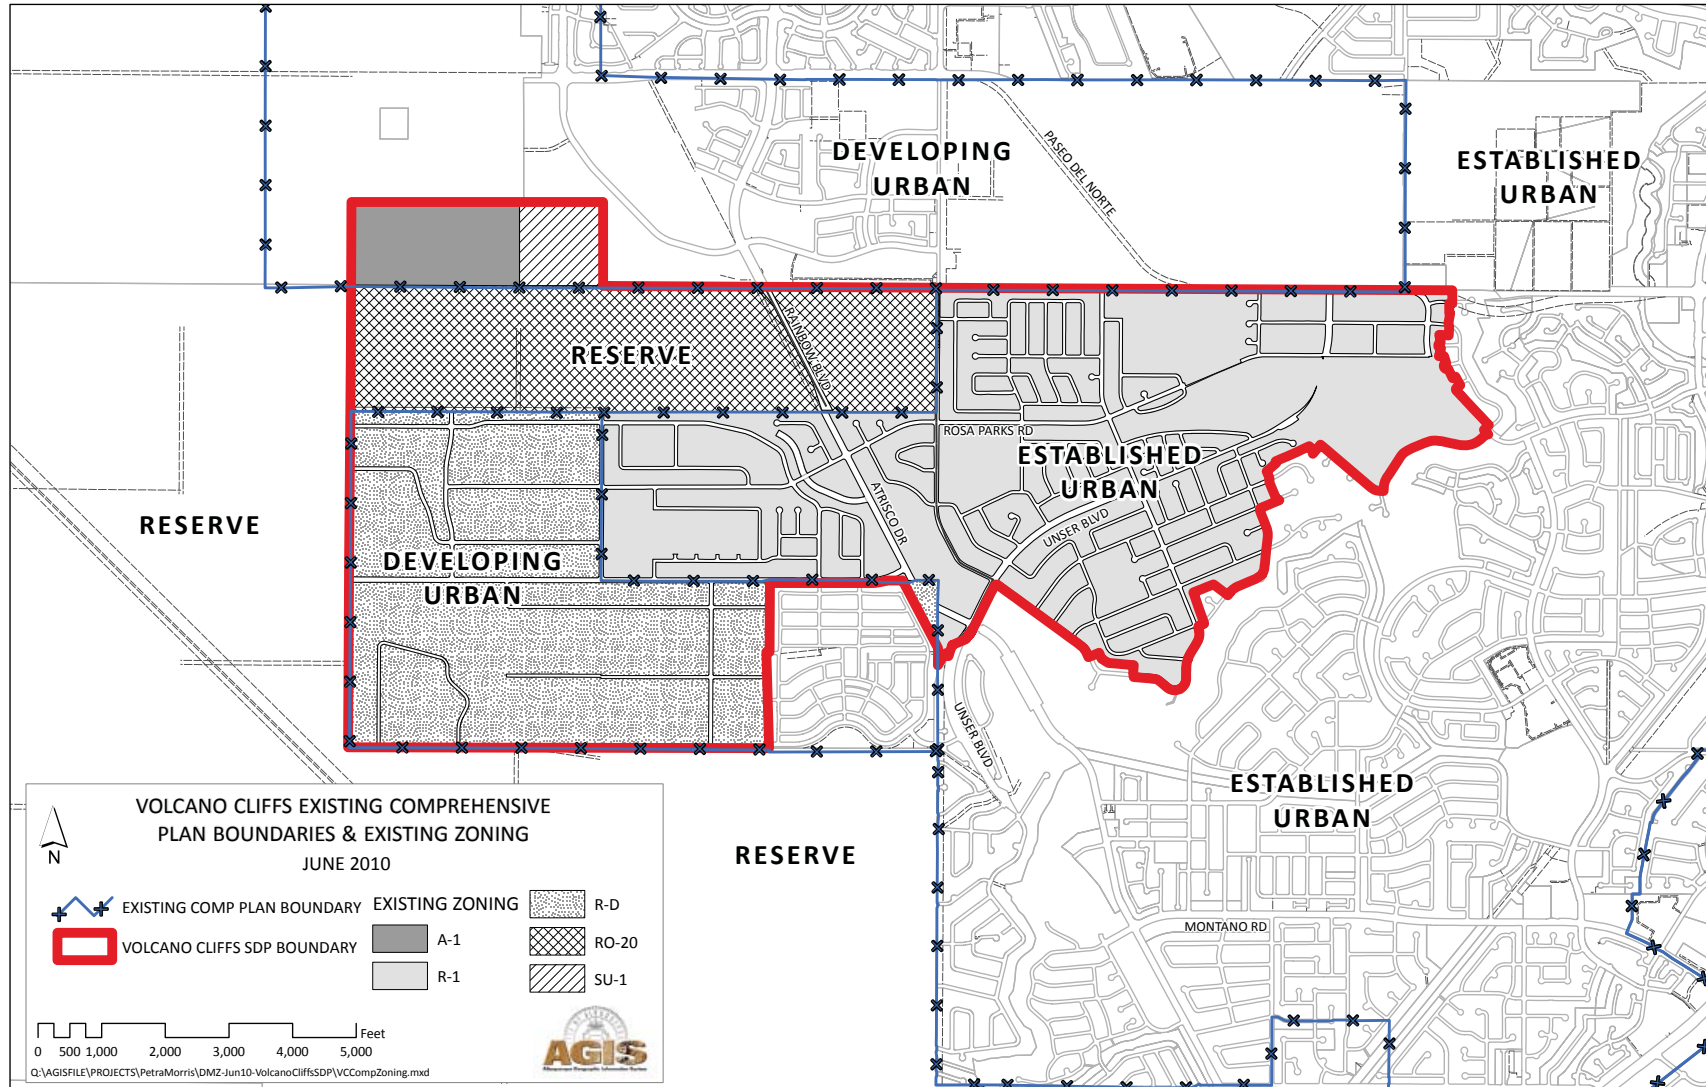 DEVELOPING
URBAN
PASEO DEL NORTE
ESTABLISHED
URBAN
RAINBOW BLVD
RESERVE
ROSA PARKS RD
ESTABLISHED
URBAN
ATRISCO DR
UNSER BLVD
RESERVE
DEVELOPING
URBAN
UNSER BLVD
ESTABLISHED
URBAN
RESERVE
MONTANO RD
VOLCANO CLIFFS EXISTING COMPREHENSIVE
PLAN BOUNDARIES & EXISTING ZONING
JUNE 2010
N
EXISTING COMP PLAN BOUNDARY
VOLCANO CLIFFS SDP BOUNDARY
EXISTING ZONING
A-1
R-1
R-D
RO-20
SU-1
0 500 1,000 2,000 3,000 4,000 5,000
Feet
AGIS
Albuquerque Geographic Information System
Q:\AGISFILE\PROJECTS\PetraMorris\DMZ-Jun10-VolcanoCliffsSDP\VCCompZoning.mxd